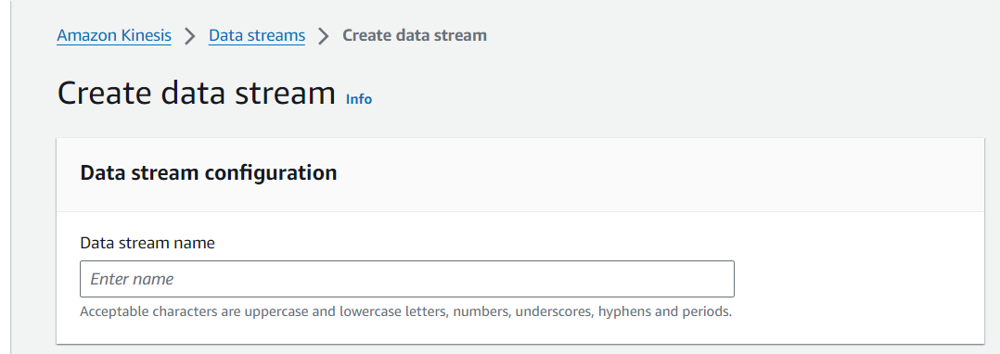 Amazon Kinesis > Data streams > Create data stream
Create data stream Info
Data stream configuration
Data stream name
Enter name
Acceptable characters are uppercase and lowercase letters, numbers, underscores, hyphens and periods.